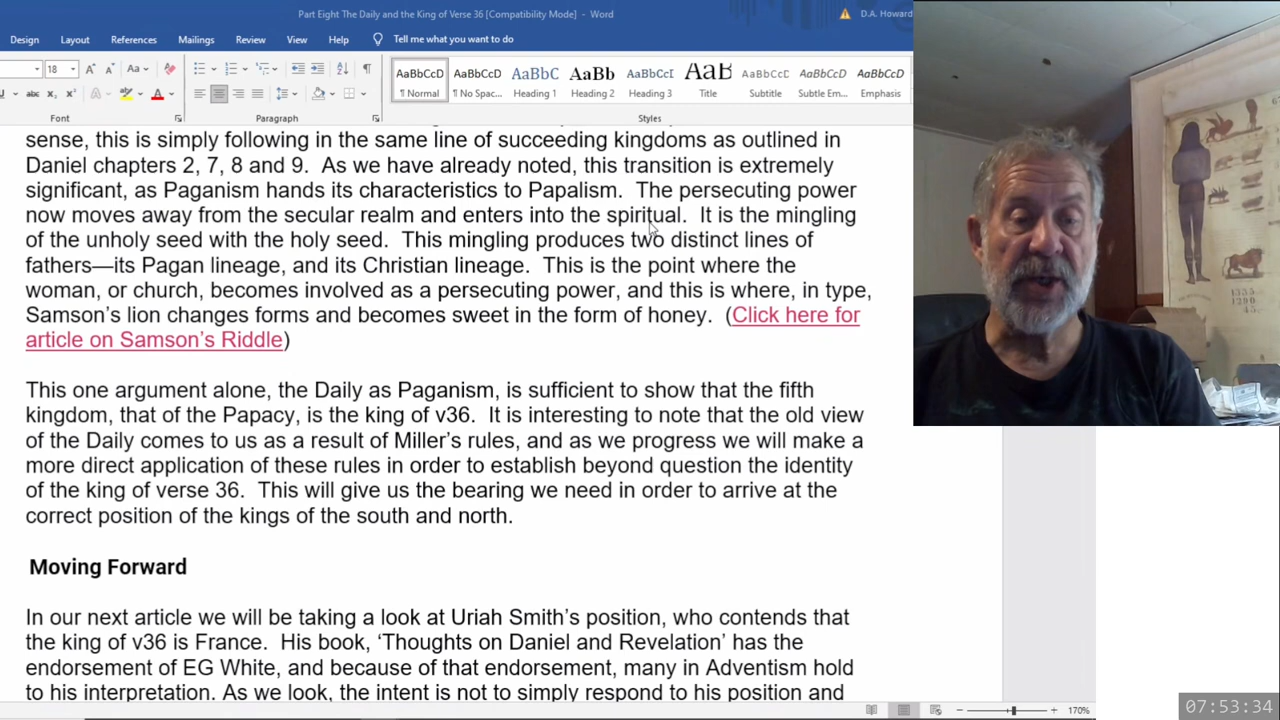 Part Eight The Daily and the King of Verse 36 [Compatibility Mode] - Word
D.A. Howard
Design Layout References Mailings Review View Help Tell me what you want to do
18 A A Aa
AaBbCcD AaBbCcD AaBbC AaBb AaBbCcI AaB AaBbCcD AaBbCcD AaBbCcD
¶ Normal ¶ No Spac... Heading 1 Heading 2 Heading 3 Title Subtitle Subtle Em... Emphasis
Font Paragraph Styles
sense, this is simply following in the same line of succeeding kingdoms as outlined in
Daniel chapters 2, 7, 8 and 9. As we have already noted, this transition is extremely
significant, as Paganism hands its characteristics to Papalism. The persecuting power
now moves away from the secular realm and enters into the spiritual. It is the mingling
of the unholy seed with the holy seed. This mingling produces two distinct lines of
fathers—its Pagan lineage, and its Christian lineage. This is the point where the
woman, or church, becomes involved as a persecuting power, and this is where, in type,
Samson's lion changes forms and becomes sweet in the form of honey. (Click here for
article on Samson's Riddle)
This one argument alone, the Daily as Paganism, is sufficient to show that the fifth
kingdom, that of the Papacy, is the king of v36. It is interesting to note that the old view
of the Daily comes to us as a result of Miller's rules, and as we progress we will make a
more direct application of these rules in order to establish beyond question the identity
of the king of verse 36. This will give us the bearing we need in order to arrive at the
correct position of the kings of the south and north.
Moving Forward
In our next article we will be taking a look at Uriah Smith's position, who contends that
the king of v36 is France. His book, 'Thoughts on Daniel and Revelation' has the
endorsement of EG White, and because of that endorsement, many in Adventism hold
to his interpretation. As we look, the intent is not to simply respond to his position and
170%
1335
1290
45
07:53:34